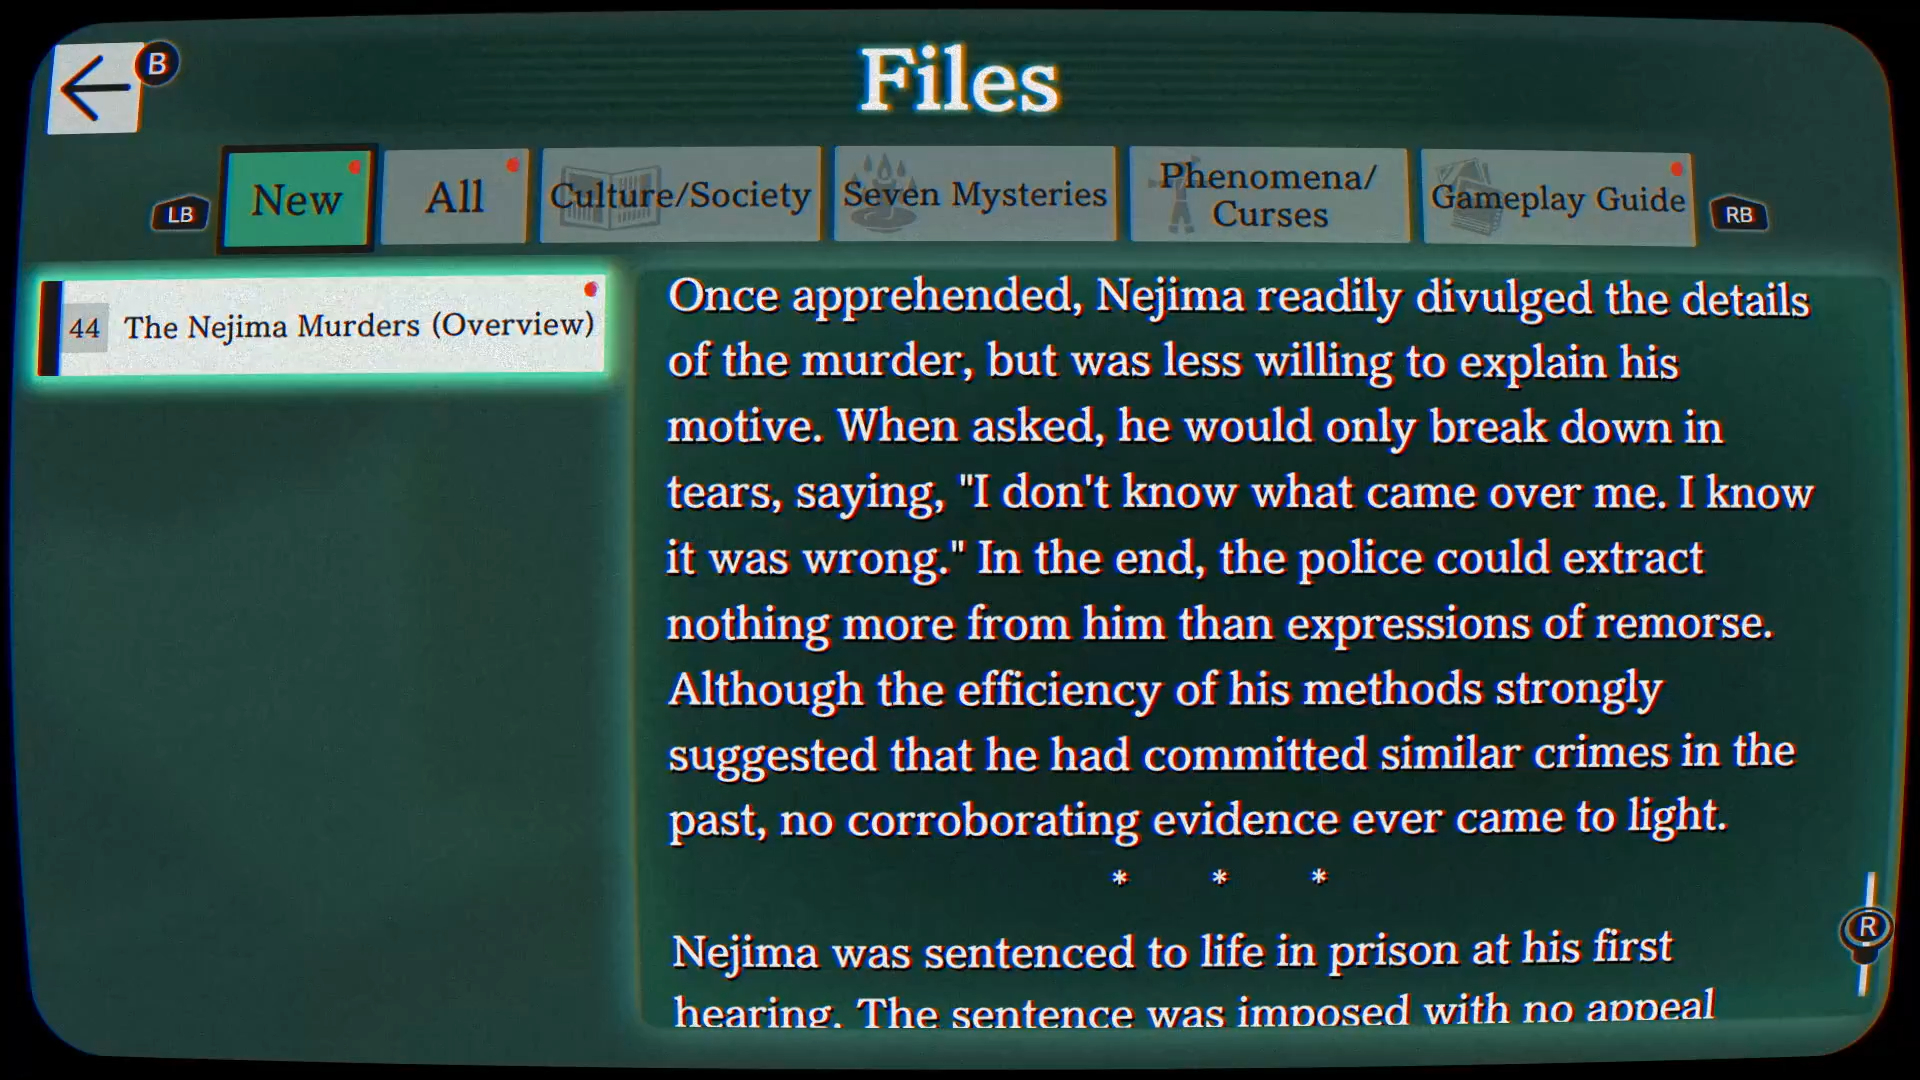 B
Files
LB
New
All
Culture/Society
Seven Mysteries
Phenomena/
Curses
Gameplay Guide
RB
44 The Nejima Murders (Overview)
Once apprehended, Nejima readily divulged the details
of the murder, but was less willing to explain his
motive. When asked, he would only break down in
tears, saying, "I don't know what came over me. I know
it was wrong." In the end, the police could extract
nothing more from him than expressions of remorse.
Although the efficiency of his methods strongly
suggested that he had committed similar crimes in the
past, no corroborating evidence ever came to light.
* * *
R
Nejima was sentenced to life in prison at his first
hearing. The sentence was imposed with no appeal